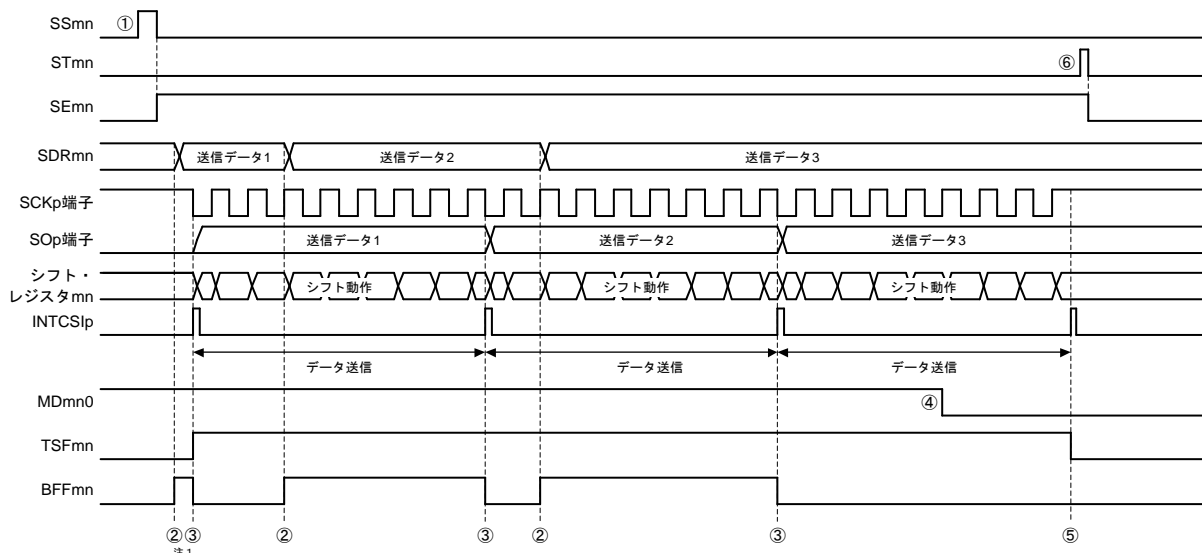 SSmn ①
STmn ⑥
SEmn
SDRmn 送信データ1 送信データ2 送信データ3
SCKp端子
SOp端子 送信データ1 送信データ2 送信データ3
シフト・
レジスタmn シフト動作 シフト動作 シフト動作
INTCSIp
データ送信 データ送信 データ送信
MDmn0 ④
TSFmn
BFFmn
②③ ② ③ ② ③ ⑤
注1